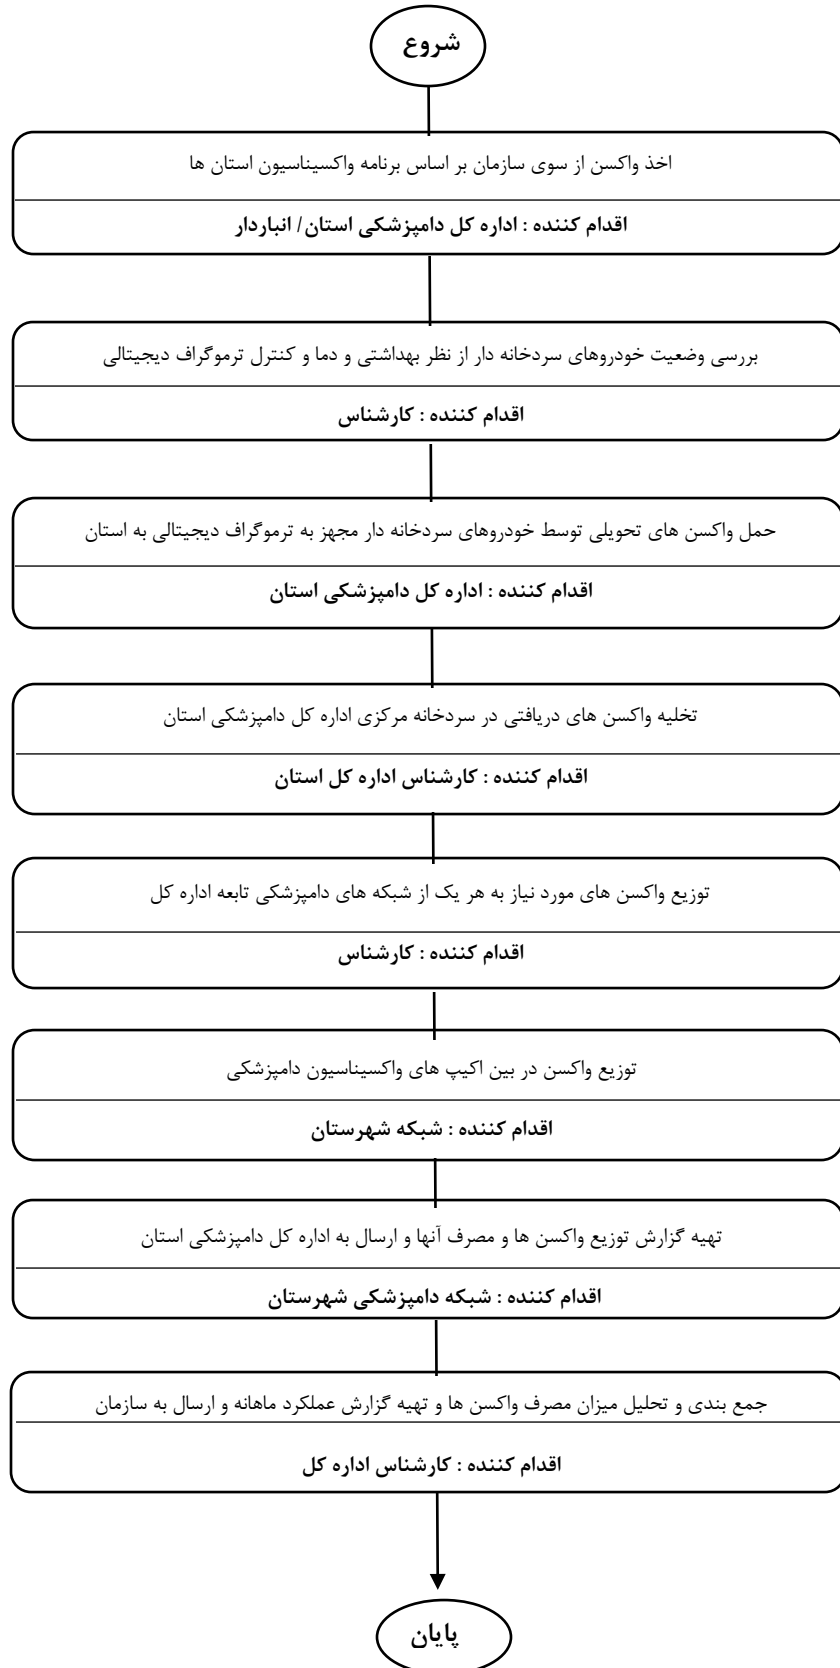 شروع
اخذ واکسن از سوی سازمان بر اساس برنامه واکسیناسیون استان ها
اقدام کننده : اداره کل دامپزشکی استان/ انباردار
بررسی وضعیت خودروهای سردخانه دار از نظر بهداشتی و دما و کنترل ترموگراف دیجیتالی
اقدام کننده : کارشناس
حمل واکسن های تحویلی توسط خودروهای سردخانه دار مجهز به ترموگراف دیجیتالی به استان
اقدام کننده : اداره کل دامپزشکی استان
تخلیه واکسن های دریافتی در سردخانه مرکزی اداره کل دامپزشکی استان
اقدام کننده : کارشناس اداره کل استان
توزیع واکسن های مورد نیاز به هر یک از شبکه های دامپزشکی تابعه اداره کل
اقدام کننده : کارشناس
توزیع واکسن در بین اکیپ های واکسیناسیون دامپزشکی
اقدام کننده : شبکه شهرستان
تهیه گزارش توزیع واکسن ها و مصرف آنها و ارسال به اداره کل دامپزشکی استان
اقدام کننده : شبکه دامپزشکی شهرستان
جمع بندی و تحلیل میزان مصرف واکسن ها و تهیه گزارش عملکرد ماهانه و ارسال به سازمان
اقدام کننده : کارشناس اداره کل
پایان